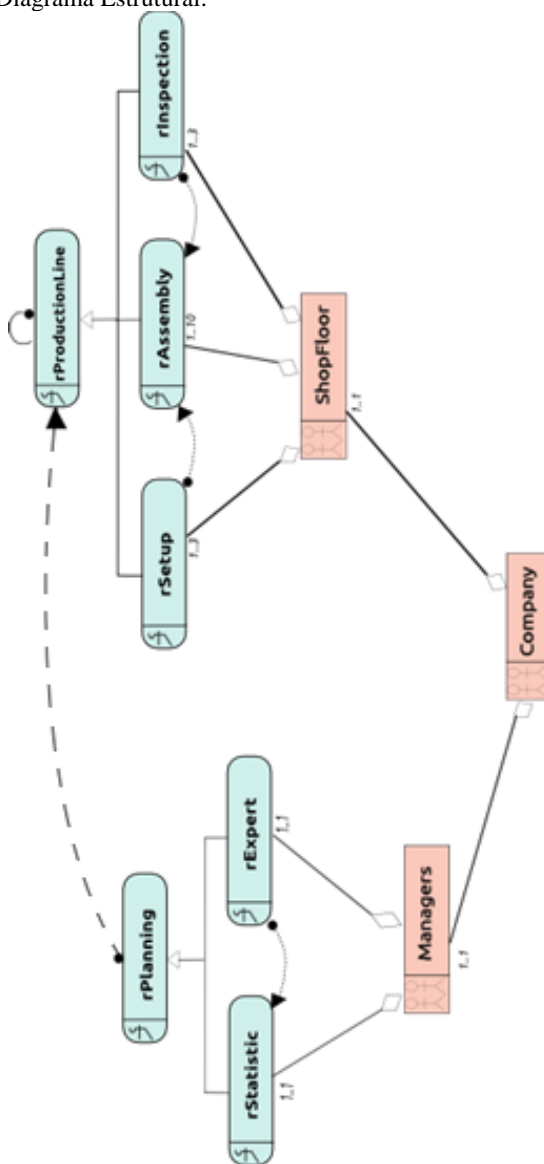 Diagrama Estrutural.
rProductionLine
rInspection
1..3
rAssembly
1..10
rSetup
1..3
ShopFloor
1..1
rPlanning
rExpert
1..1
rStatistic
1..1
Managers
1..1
Company